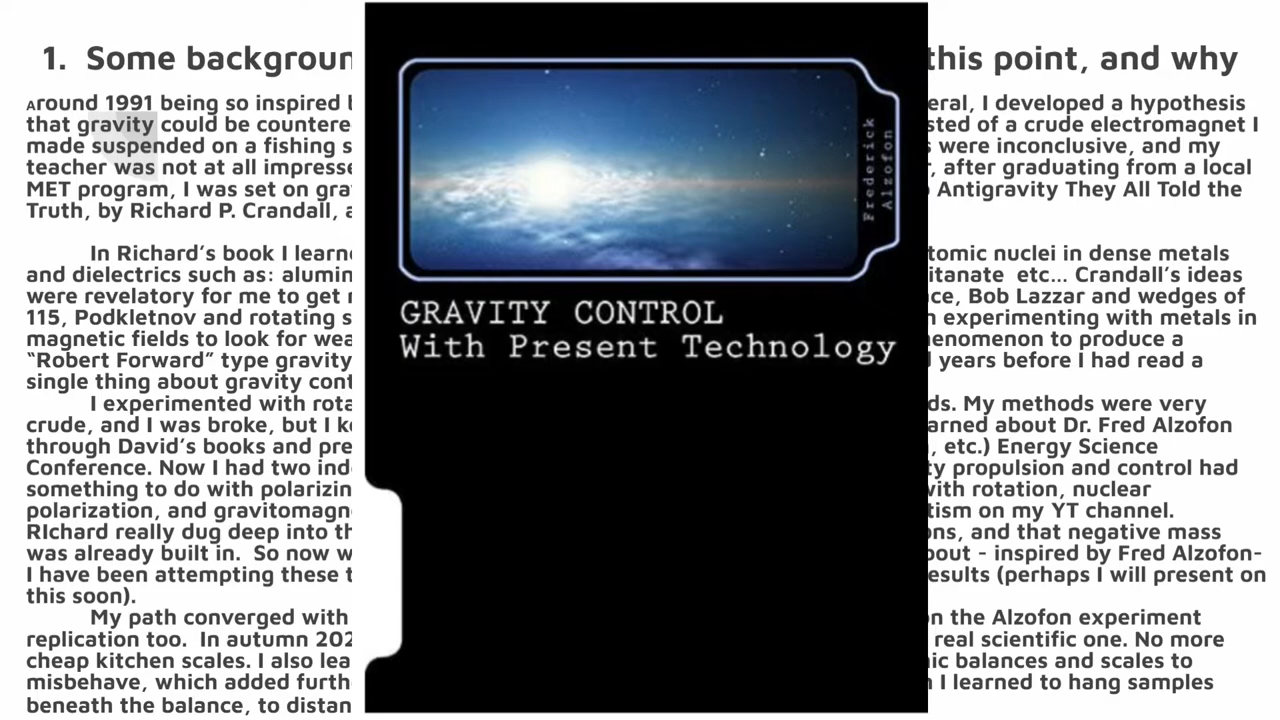 1. Some backgroun
this point, and why
Around 1991 being so inspired
eral, I developed a hypothesis
that gravity could be countere
sted of a crude electromagnet I
made suspended on a fishing s
s were inconclusive, and my
teacher was not at all impresse
r, after graduating from a local
MET program, I was set on gra
Antigravity They All Told the
Truth, by Richard P. Crandall, a
In Richard's book I learne
tomic nuclei in dense metals
and dielectrics such as: alumin
itanate etc... Crandall's ideas
were revelatory for me to get
ce, Bob Lazzar and wedges of
115, Podkletnov and rotating s
n experimenting with metals in
magnetic fields to look for wea
henomenon to produce a
"Robert Forward" type gravity
years before I had read a
single thing about gravity cont
I experimented with rota
ds. My methods were very
crude, and I was broke, but I k
arned about Dr. Fred Alzofon
through David's books and pre
, etc.) Energy Science
Conference. Now I had two ind
ty propulsion and control had
something to do with polarizin
with rotation, nuclear
polarization, and gravitomagn
tism on my YT channel.
RIchard really dug deep into th
ons, and that negative mass
was already built in. So now w
bout - inspired by Fred Alzofon-
I have been attempting these t
esults (perhaps I will present on
this soon).
My path converged with
n the Alzofon experiment
replication too. In autumn 202
real scientific one. No more
cheap kitchen scales. I also lea
ic balances and scales to
misbehave, which added furth
I learned to hang samples
beneath the balance, to distan
Frederick
Alzofon
GRAVITY CONTROL
With Present Technology